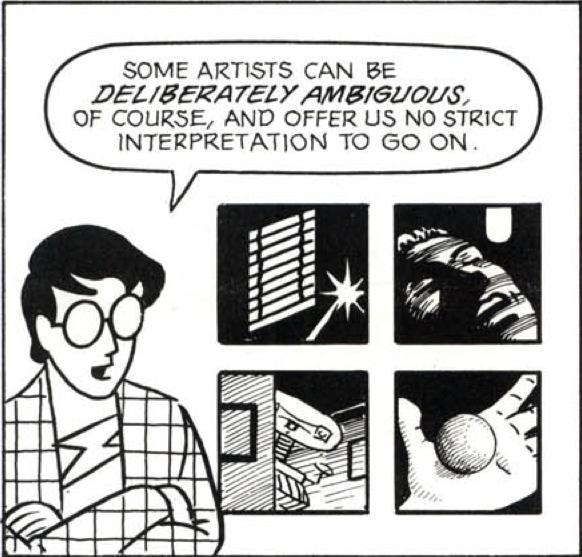 SOME ARTISTS CAN BE
DELIBERATELY AMBIGUOUS,
OF COURSE, AND OFFER US NO STRICT
INTERPRETATION TO GO ON.